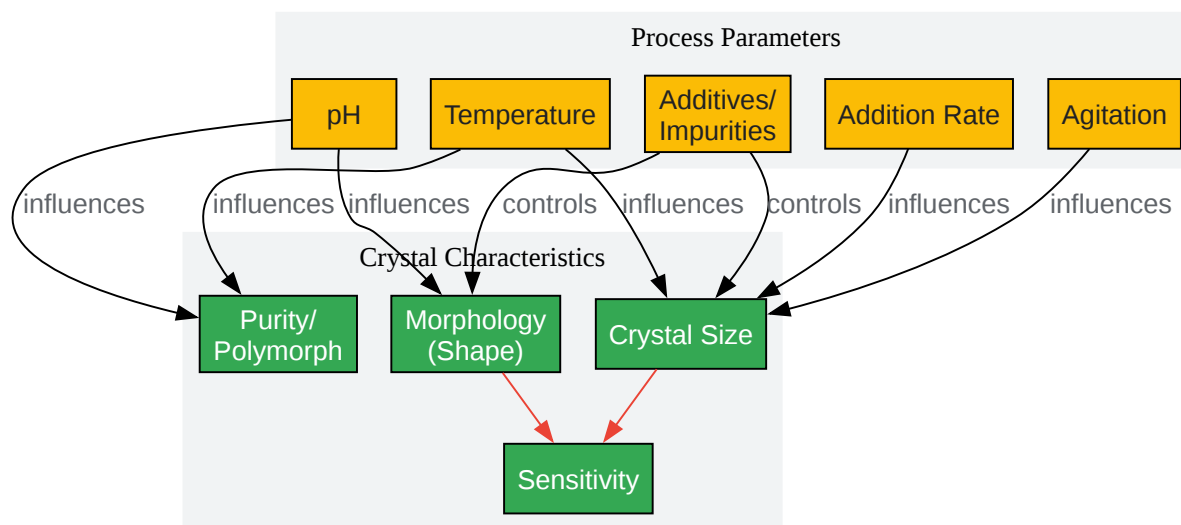 Process Parameters
pH
Temperature
Additives/
Impurities
Addition Rate
Agitation
influences
influences
influences
controls
influences
controls
influences
influences
Crystal Characteristics
Purity/
Polymorph
Morphology
(Shape)
Crystal Size
Sensitivity